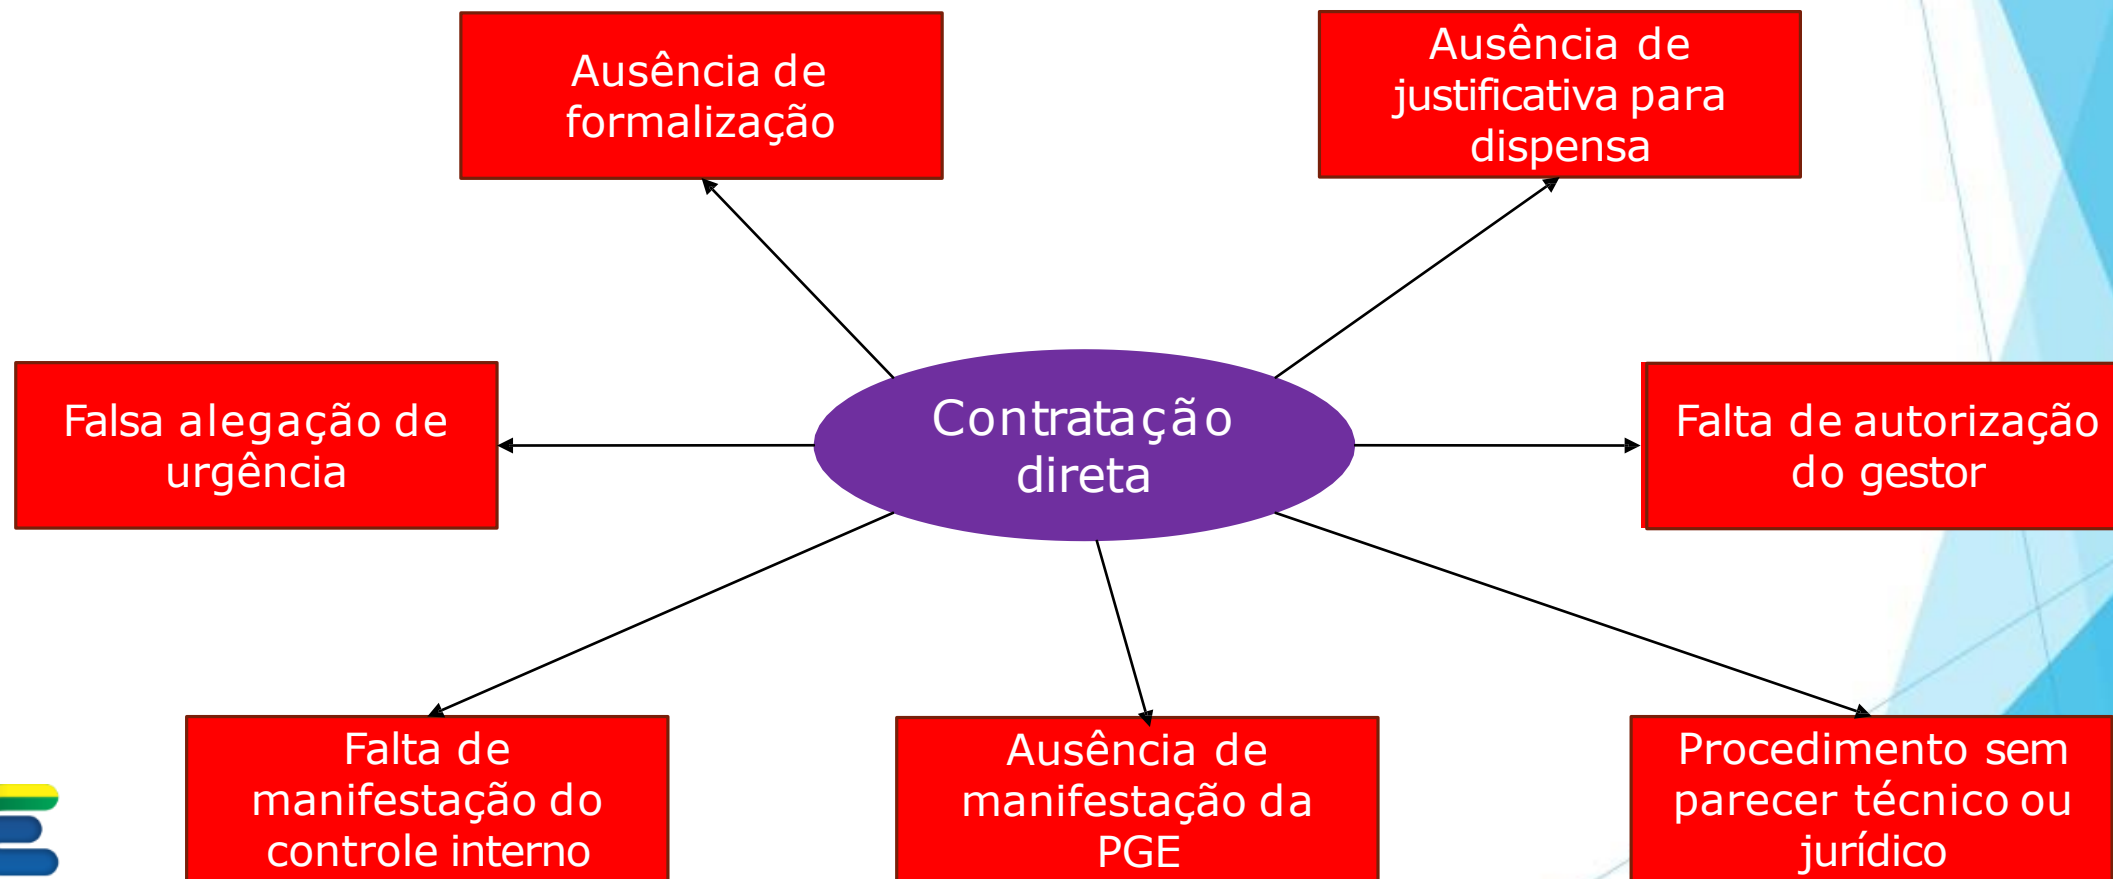 Ausência de
formalização
Ausência de
justificativa para
dispensa
Falsa alegação de
urgência
Contratação
direta
Falta de autorização
do gestor
Falta de
manifestação do
controle interno
Ausência de
manifestação da
PGE
Procedimento sem
parecer técnico ou
jurídico